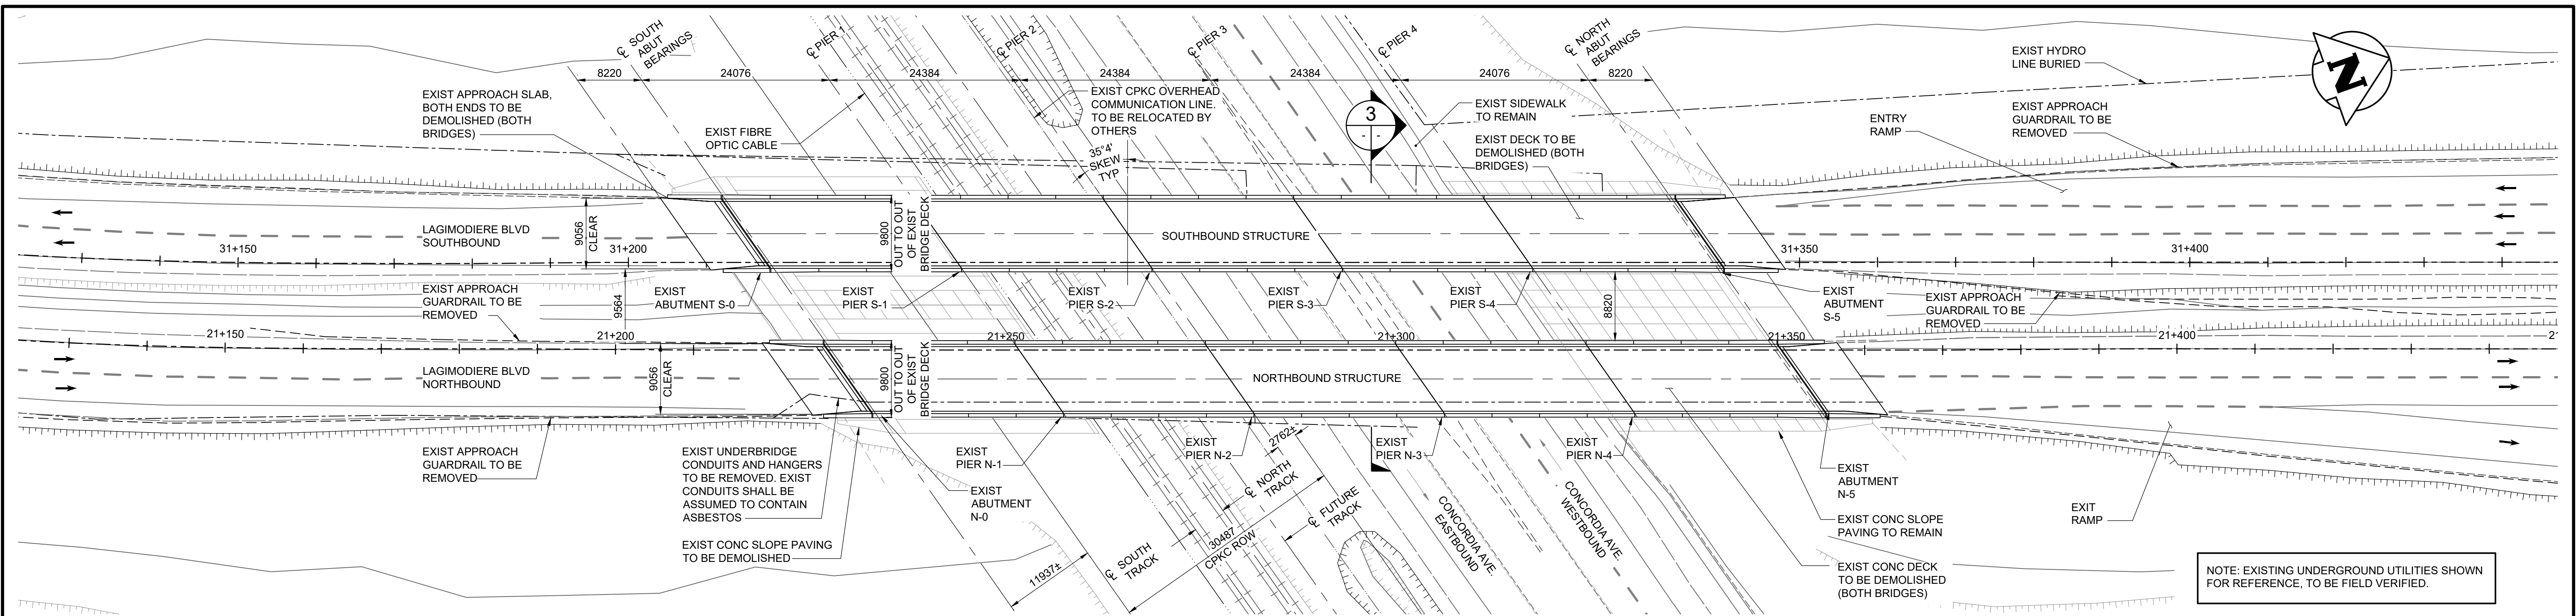 ℄ SOUTH
ABUT
BEARINGS
℄ PIER 1
℄ PIER 2
℄ PIER 3
℄ PIER 4
℄ NORTH
ABUT
BEARINGS
8220
24076
24384
24384
24384
24076
8220
EXIST HYDRO
LINE BURIED
N
EXIST APPROACH SLAB,
BOTH ENDS TO BE
DEMOLISHED (BOTH
BRIDGES)
EXIST FIBRE
OPTIC CABLE
EXIST CPKC OVERHEAD
COMMUNICATION LINE.
TO BE RELOCATED BY
OTHERS
35°4'
SKEW
TYP
3
- -
EXIST SIDEWALK
TO REMAIN
EXIST DECK TO BE
DEMOLISHED (BOTH
BRIDGES)
ENTRY
RAMP
EXIST APPROACH
GUARDRAIL TO BE
REMOVED
LAGIMODIERE BLVD
SOUTHBOUND
9056
CLEAR
9800
OUT TO OUT
OF EXIST
BRIDGE DECK
SOUTHBOUND STRUCTURE
31+150
31+200
31+350
31+400
EXIST APPROACH
GUARDRAIL TO BE
REMOVED
9564
EXIST
ABUTMENT S-0
EXIST
PIER S-1
EXIST
PIER S-2
EXIST
PIER S-3
EXIST
PIER S-4
8820
EXIST
ABUTMENT
S-5
EXIST APPROACH
GUARDRAIL TO BE
REMOVED
21+150
21+200
21+250
21+300
21+350
21+400
2
LAGIMODIERE BLVD
NORTHBOUND
9056
CLEAR
9800
OUT TO OUT
OF EXIST
BRIDGE DECK
NORTHBOUND STRUCTURE
EXIST APPROACH
GUARDRAIL TO BE
REMOVED
EXIST UNDERBRIDGE
CONDUITS AND HANGERS
TO BE REMOVED. EXIST
CONDUITS SHALL BE
ASSUMED TO CONTAIN
ASBESTOS
EXIST CONC SLOPE PAVING
TO BE DEMOLISHED
EXIST
PIER N-1
EXIST
ABUTMENT
N-0
EXIST
PIER N-2
2762±
℄ NORTH
TRACK
EXIST
PIER N-3
℄ FUTURE
TRACK
℄ SOUTH
TRACK
30487
CPKC ROW
11937±
CONCORDIA AVE.
EASTBOUND
CONCORDIA AVE.
WESTBOUND
EXIST
PIER N-4
EXIST
ABUTMENT
N-5
EXIST CONC SLOPE
PAVING TO REMAIN
EXIST CONC DECK
TO BE DEMOLISHED
(BOTH BRIDGES)
EXIT
RAMP
NOTE: EXISTING UNDERGROUND UTILITIES SHOWN
FOR REFERENCE, TO BE FIELD VERIFIED.